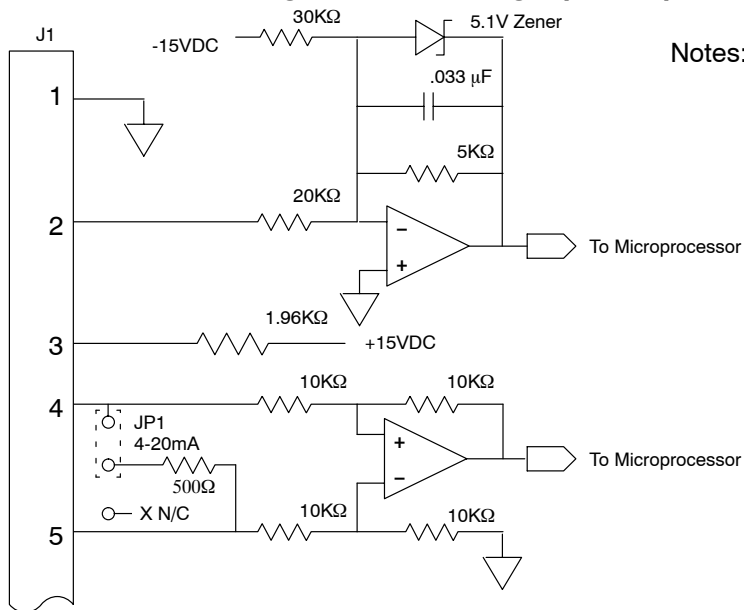 30KΩ
5.1V Zener
J1
-15VDC
Notes:
1
.033 μF
5KΩ
20KΩ
2
−
+
To Microprocessor
1.96KΩ
3
+15VDC
10KΩ
10KΩ
4
JP1
4-20mA
+
−
To Microprocessor
500Ω
X N/C
10KΩ
10KΩ
5